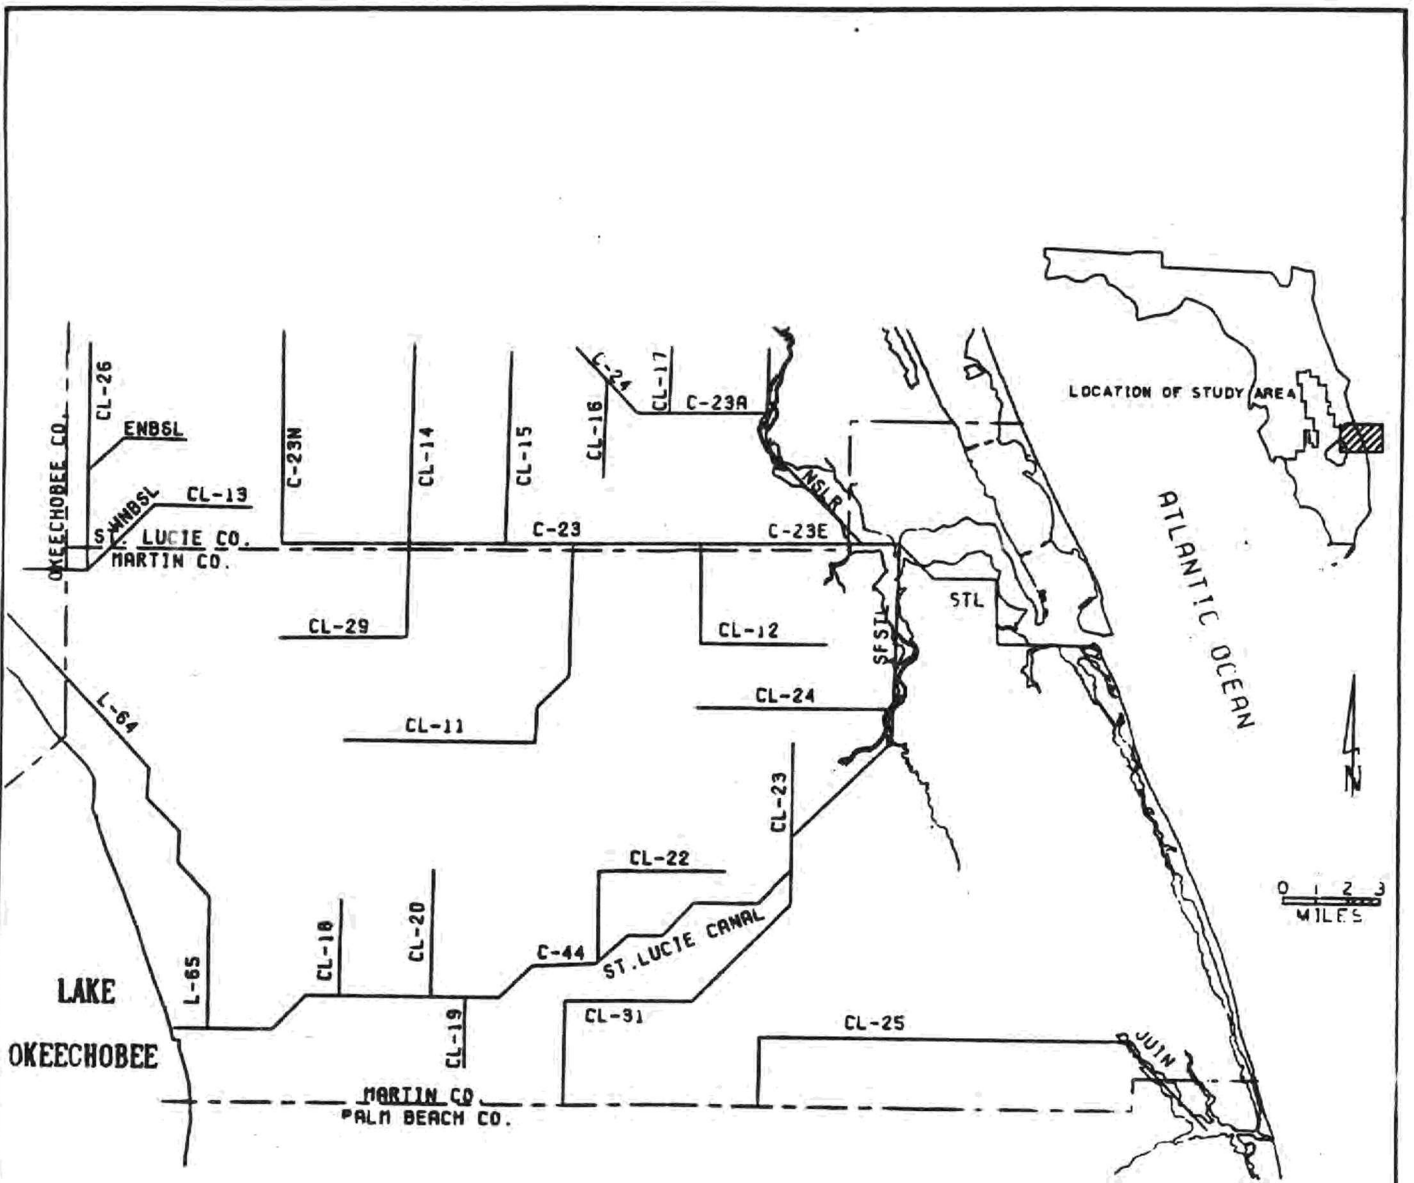 LOCATION OF STUDY AREA
CL-26
ENBSL
WNBSL
CL-13
OKEECHOBEE CO.
ST. LUCIE CO.
MARTIN CO.
C-23N
CL-14
CL-15
C-24
CL-16
CL-17
C-23A
NSLR
C-23
C-23E
STL
SFSTL
ATLANTIC OCEAN
CL-29
CL-12
CL-24
CL-11
L-64
CL-23
CL-22
N
0 1 2 3
MILES
CL-18
CL-20
C-44
ST. LUCIE CANAL
L-65
LAKE
OKEECHOBEE
CL-19
CL-31
CL-25
JUIN
MARTIN CO.
PALM BEACH CO.